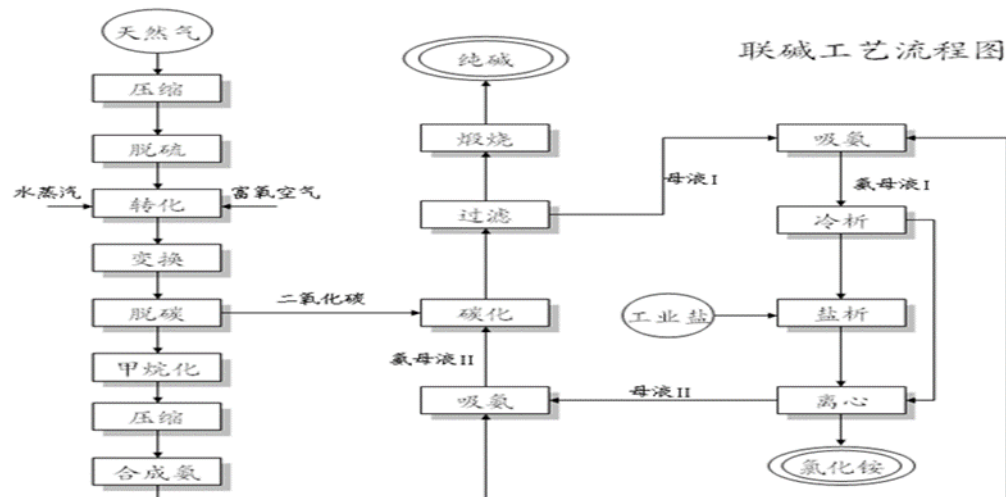 联碱工艺流程图
天然气
压缩
脱硫
水蒸汽
富氧空气
转化
变换
脱碳
二氧化碳
甲烷化
压缩
合成氨
纯碱
煅烧
过滤
母液I
碳化
氨母液II
吸氨
母液II
吸氨
氨母液I
冷析
工业盐
盐析
离心
氯化铵